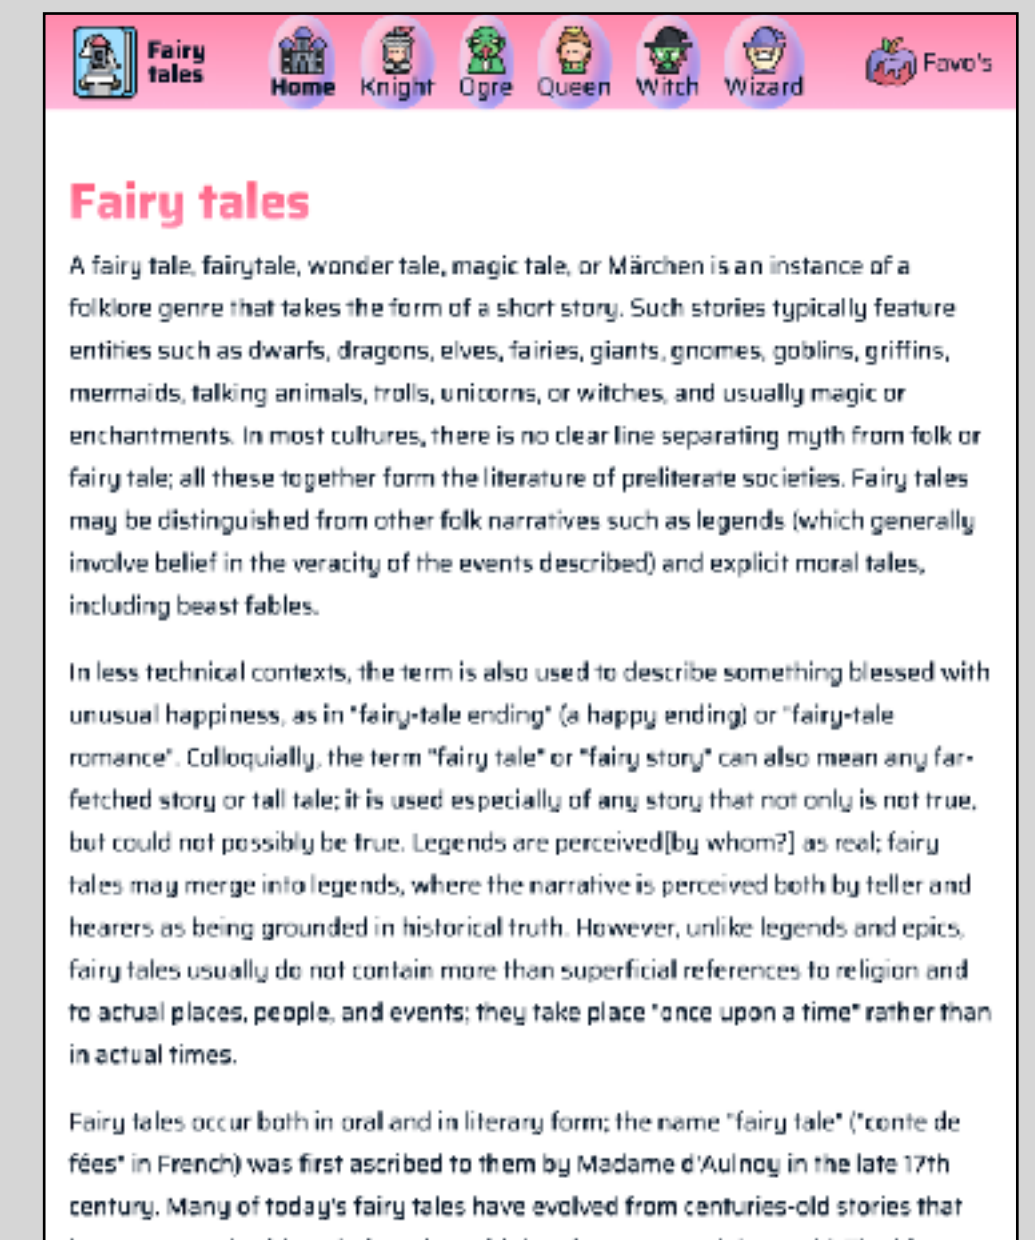 Fairy
tales
Home Knight Ogre Queen Witch Wizard
Favo's
Fairy tales
A fairy tale, fairytale, wonder tale, magic tale, or Märchen is an instance of a
folklore genre that takes the form of a short story. Such stories typically feature
entities such as dwarfs, dragons, elves, fairies, giants, gnomes, goblins, griffins,
mermaids, talking animals, trolls, unicorns, or witches, and usually magic or
enchantments. In most cultures, there is no clear line separating myth from folk or
fairy tale; all these together form the literature of preliterate societies. Fairy tales
may be distinguished from other folk narratives such as legends (which generally
involve belief in the veracity of the events described) and explicit moral tales,
including beast fables.
In less technical contexts, the term is also used to describe something blessed with
unusual happiness, as in "fairy-tale ending" (a happy ending) or "fairy-tale
romance". Colloquially, the term "fairy tale" or "fairy story" can also mean any far-
fetched story or tall tale; it is used especially of any story that not only is not true,
but could not possibly be true. Legends are perceived[by whom?] as real; fairy
tales may merge into legends, where the narrative is perceived both by teller and
hearers as being grounded in historical truth. However, unlike legends and epics,
fairy tales usually do not contain more than superficial references to religion and
to actual places, people, and events; they take place "once upon a time" rather than
in actual times.
Fairy tales occur both in oral and in literary form; the name "fairy tale" ("conte de
fées" in French) was first ascribed to them by Madame d'Aulnoy in the late 17th
century. Many of today's fairy tales have evolved from centuries-old stories that